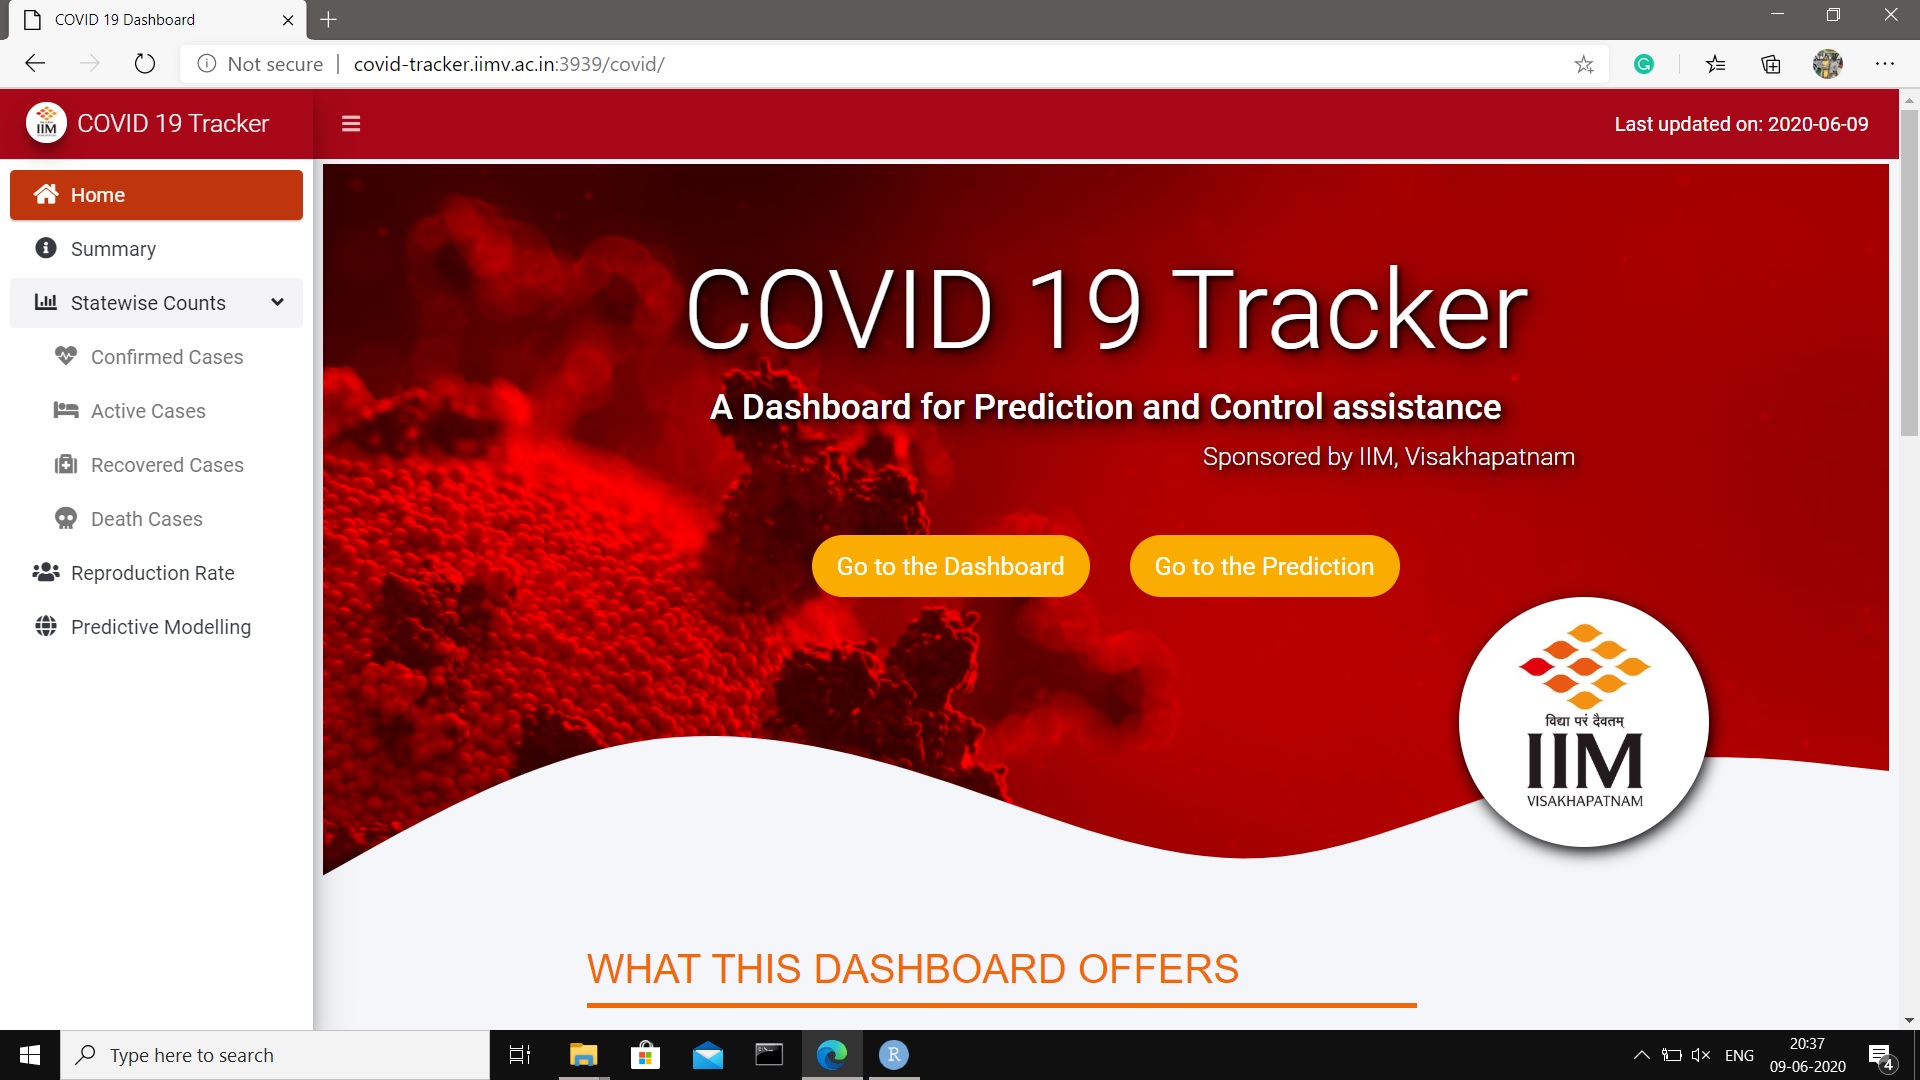 COVID 19 Dashboard
Not secure
covid-tracker.iimv.ac.in:3939/covid/
IIM
COVID 19 Tracker
Last updated on: 2020-06-09
Home
Summary
Statewise Counts
Confirmed Cases
Active Cases
Recovered Cases
Death Cases
Reproduction Rate
Predictive Modelling
COVID 19 Tracker
A Dashboard for Prediction and Control assistance
Sponsored by IIM, Visakhapatnam
Go to the Dashboard
Go to the Prediction
विद्या परं दैवतम्
IIM
VISAKHAPATNAM
WHAT THIS DASHBOARD OFFERS
Type here to search
R
ENG
20:37
09-06-2020
4